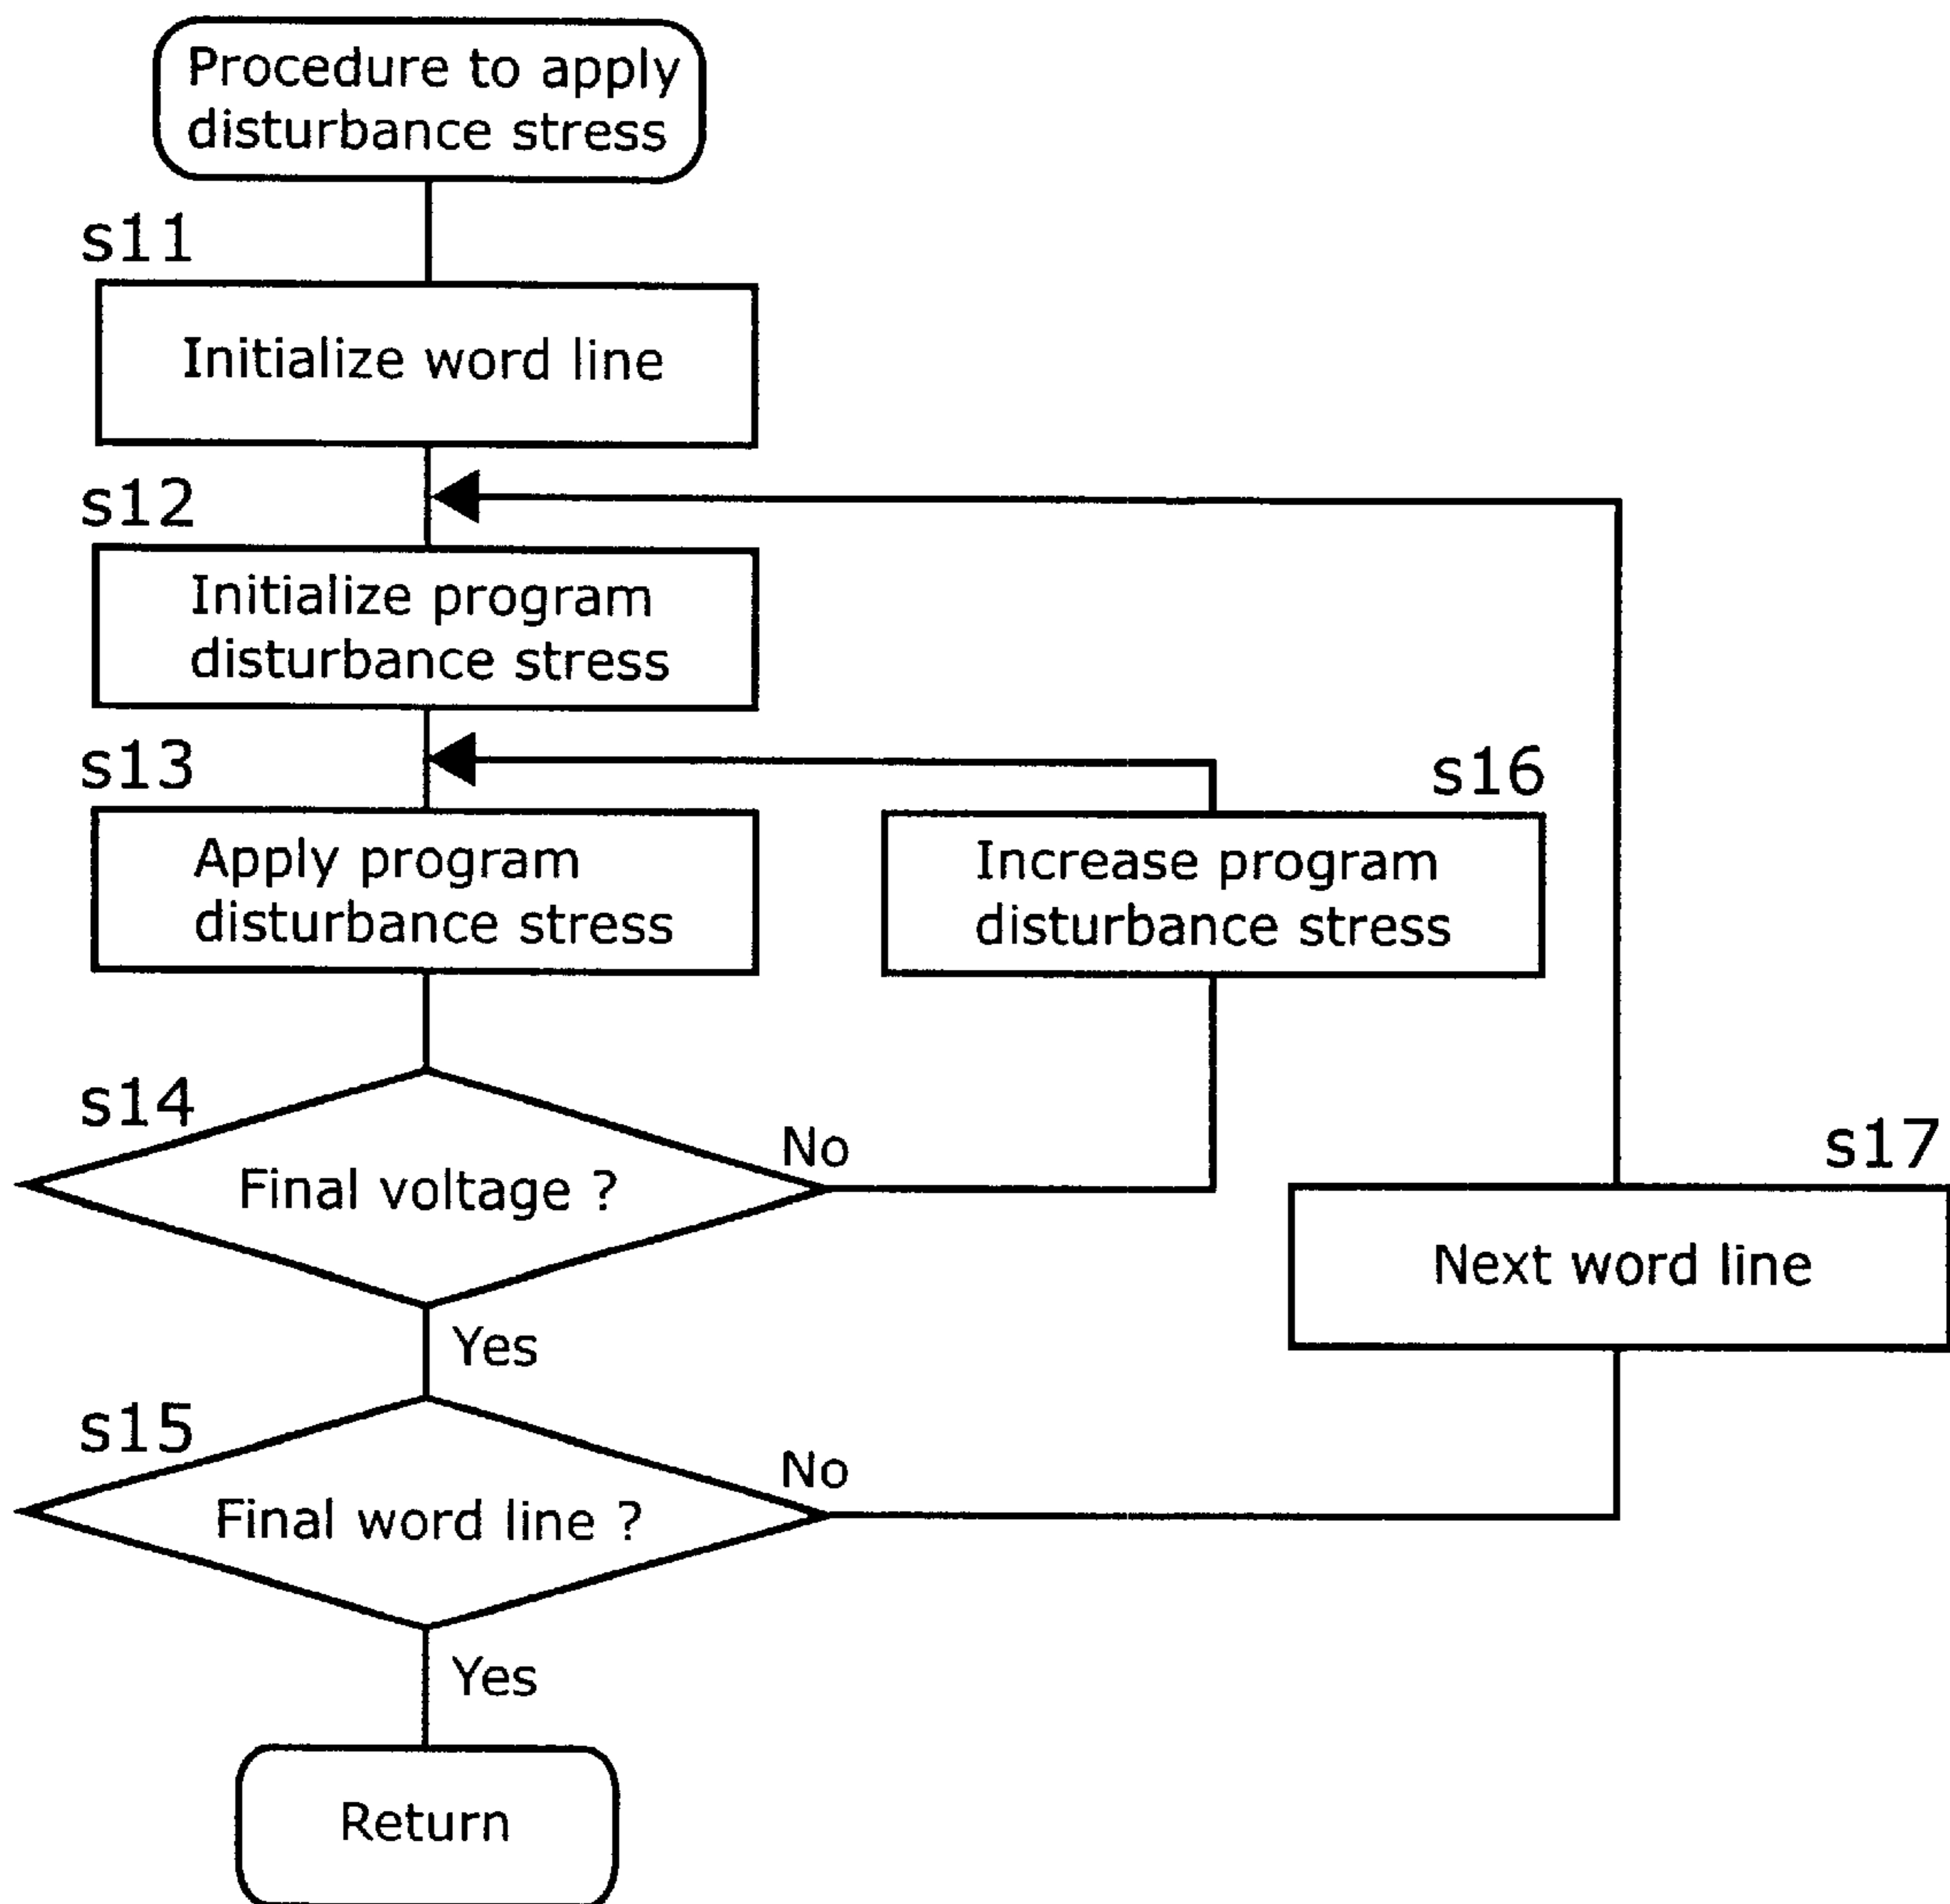 Procedure to apply
disturbance stress
s11
Initialize word line
s12
Initialize program
disturbance stress
s13
Apply program
disturbance stress
s16
Increase program
disturbance stress
s14
Final voltage ?
No
Yes
s17
Next word line
s15
Final word line ?
No
Yes
Return